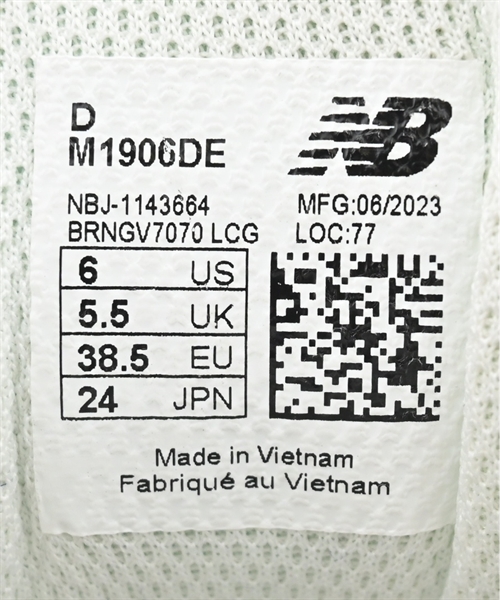 D
M1906DE
NB
NBJ-1143664
MFG:06/2023
BRNGV7070 LCG
LOC:77
6 US
5.5 UK
38.5 EU
24 JPN
Made in Vietnam
Fabriqué au Vietnam